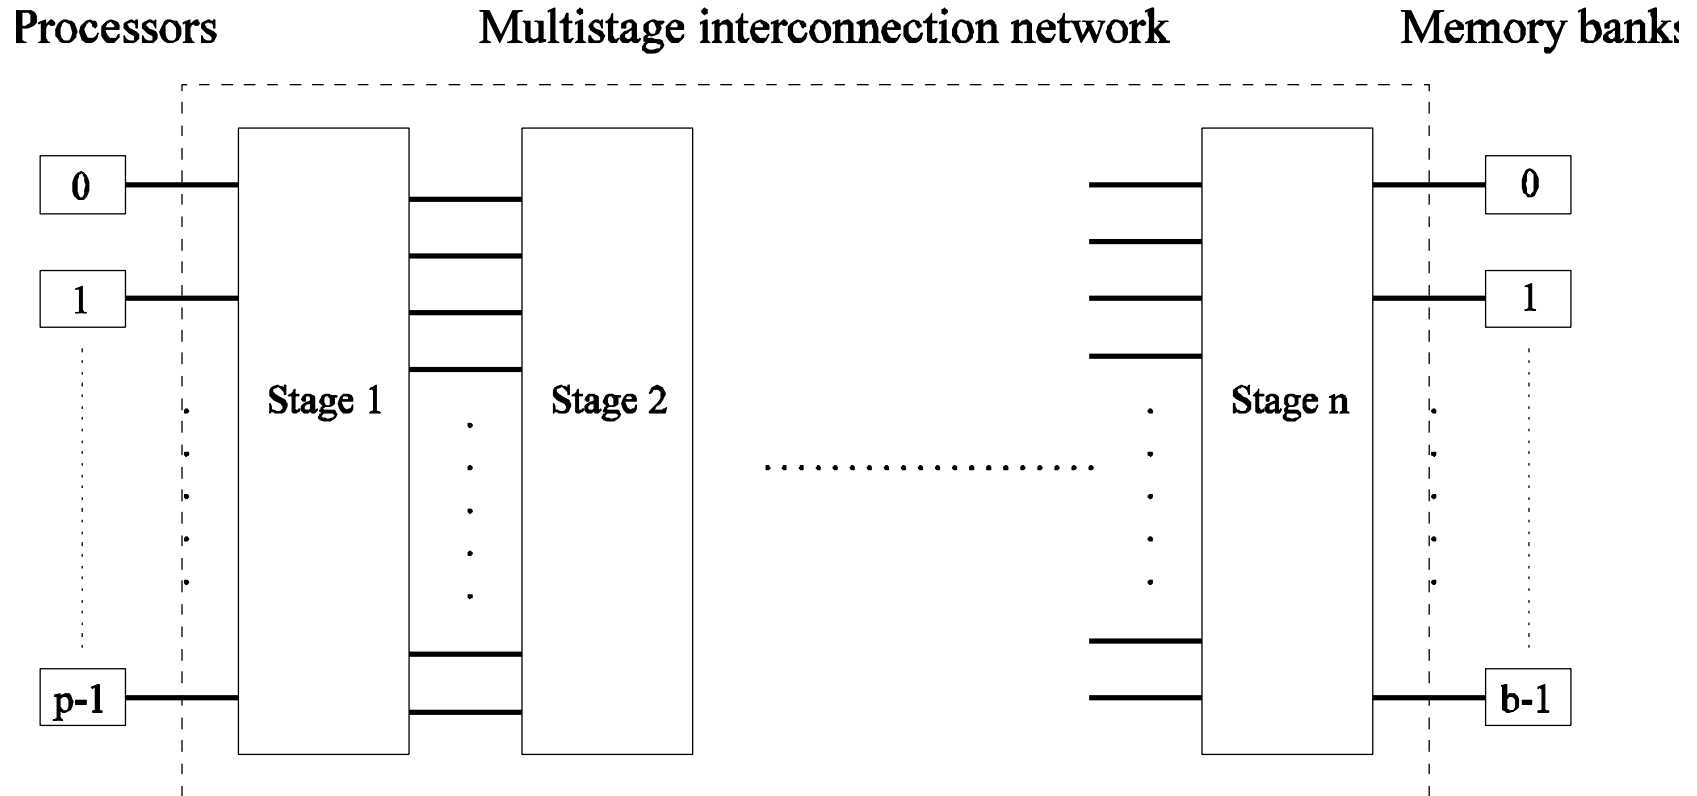 Processors Multistage interconnection network Memory banks
0 0
1 1
Stage 1 Stage 2 Stage n
p-1 b-1